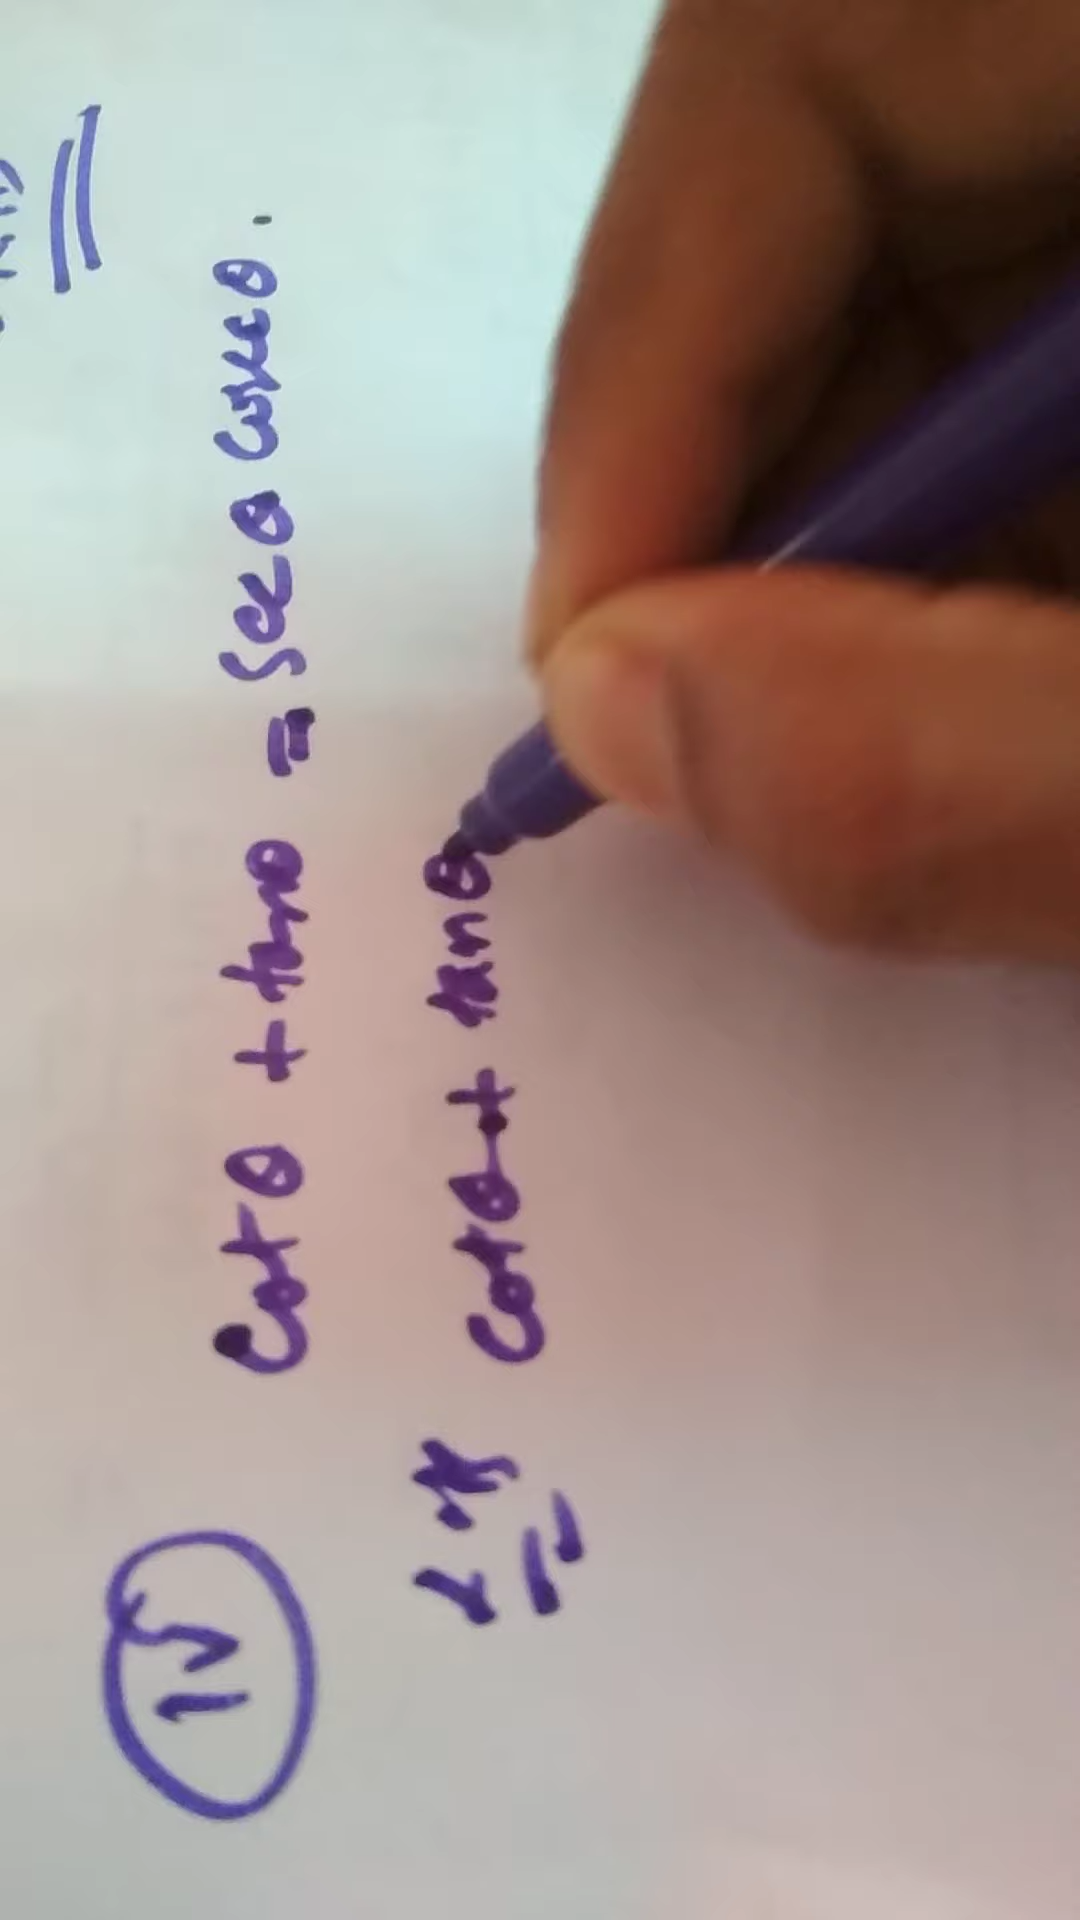 15
Cotθ + tanθ = Secθ Cosecθ.
Cotθ + tanθ